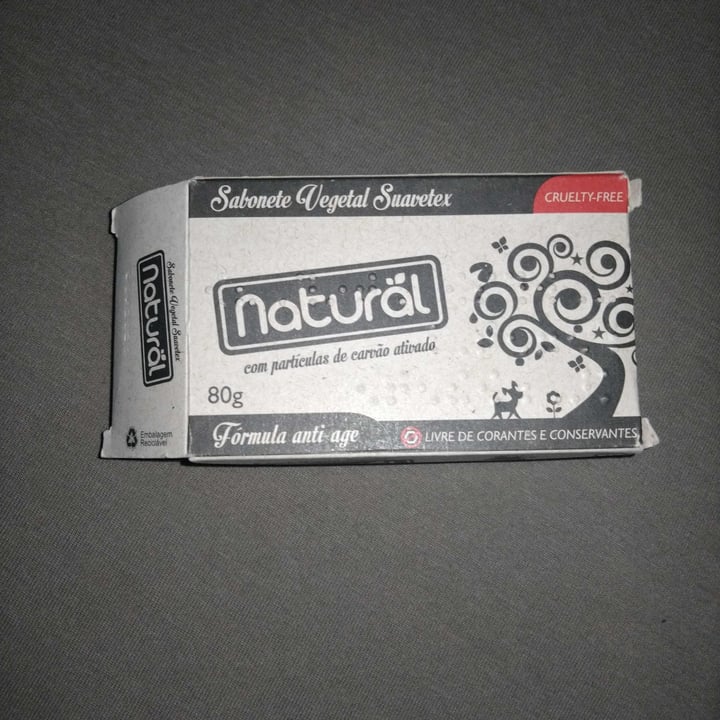 Sabonete Vegetal Suavetex
CRUELTY-FREE
naturäl
com partículas de carvão ativado
80g
Fórmula anti age
LIVRE DE CORANTES E CONSERVANTES
naturäl
Sabonete Vegetal Suavetex
Embalagem
Reciclável